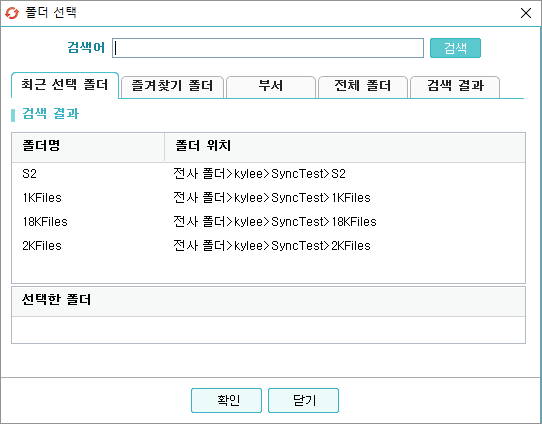 폴더 선택
검색어 검색
최근 선택 폴더 즐겨찾기 폴더 부서 전체 폴더 검색 결과
검색 결과
폴더명 폴더 위치
S2 전사 폴더>kylee>SyncTest>S2
1KFiles 전사 폴더>kylee>SyncTest>1KFiles
18KFiles 전사 폴더>kylee>SyncTest>18KFiles
2KFiles 전사 폴더>kylee>SyncTest>2KFiles
선택한 폴더
확인 닫기